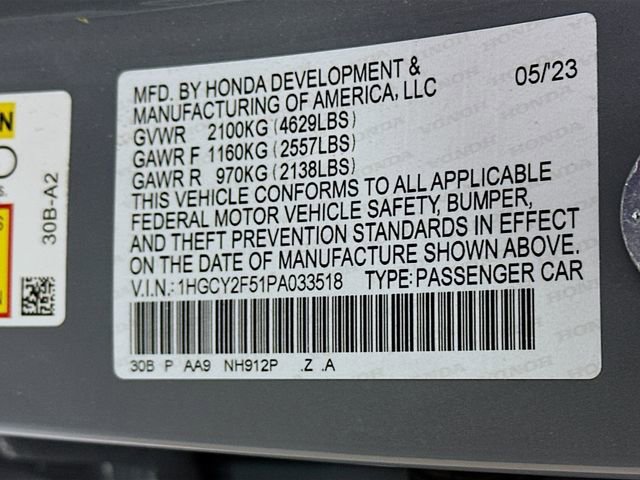 MFD. BY HONDA DEVELOPMENT &
MANUFACTURING OF AMERICA, LLC
05/'23
GVWR 2100KG (4629LBS)
GAWR F 1160KG (2557LBS)
GAWR R 970KG (2138LBS)
THIS VEHICLE CONFORMS TO ALL APPLICABLE
FEDERAL MOTOR VEHICLE SAFETY, BUMPER,
AND THEFT PREVENTION STANDARDS IN EFFECT
ON THE DATE OF MANUFACTURE SHOWN ABOVE.
V.I.N.: 1HGCY2F51PA033518 TYPE: PASSENGER CAR
30B P AA9 NH912P .Z .A
30B-A2